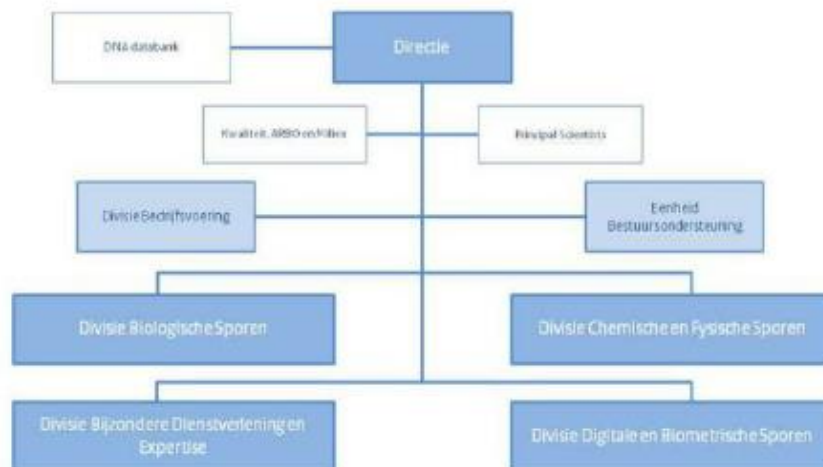 DNA databank
Directie
Kwaliteit, ARBO en Milieu
Principal Scientists
Divisie Bedrijfsvoering
Eenheid
Bestuursondersteuning
Divisie Biologische Sporen
Divisie Chemische en Fysische Sporen
Divisie Bijzondere Dienstverlening en
Expertise
Divisie Digitale en Biometrische Sporen